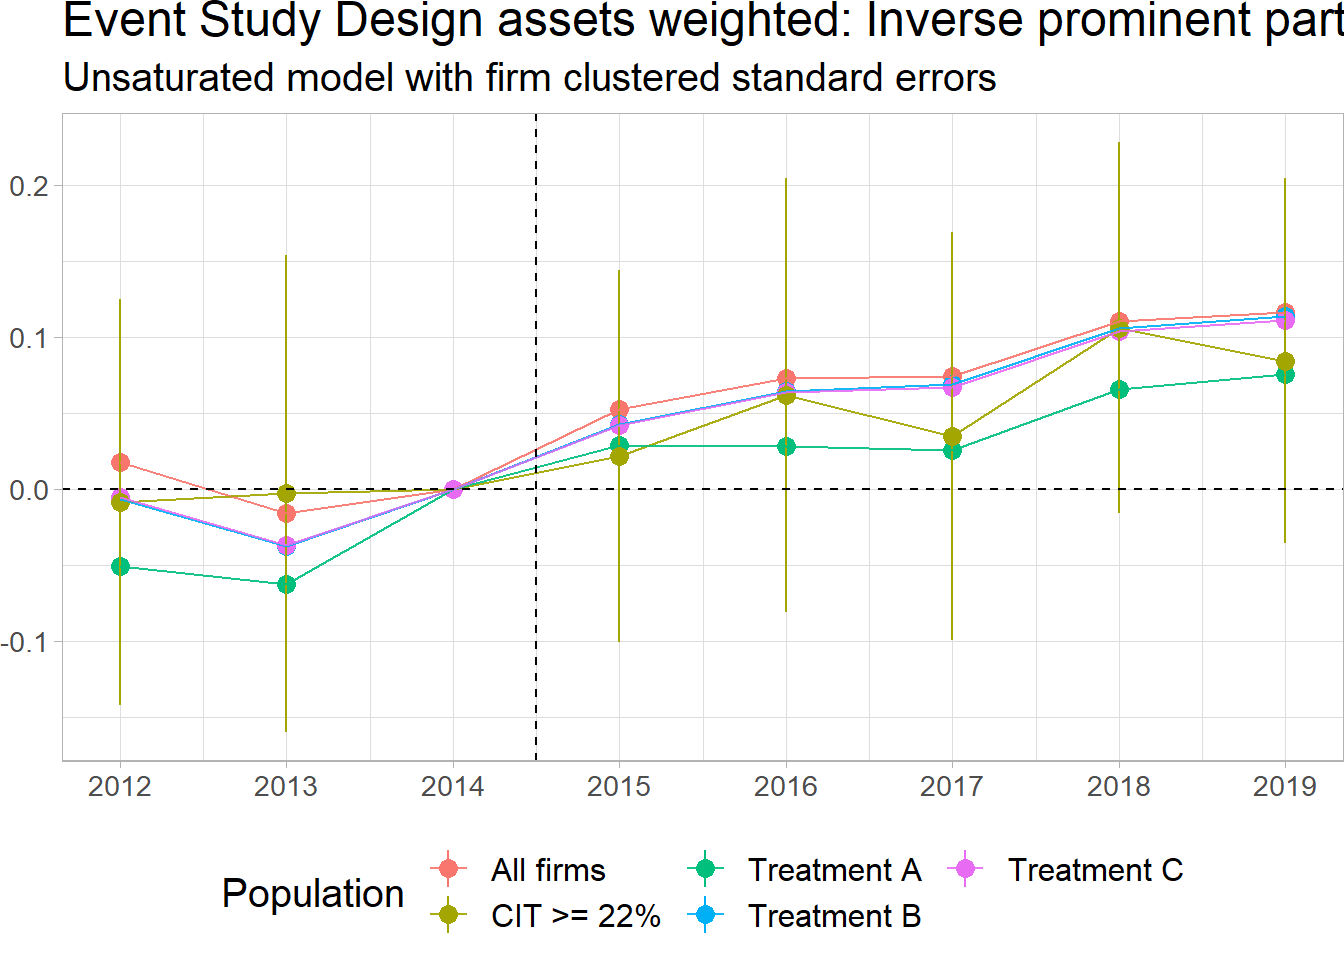 Event Study Design assets weighted: Inverse prominent part
Unsaturated model with firm clustered standard errors
0.2
0.1
0.0
-0.1
2012 2013 2014 2015 2016 2017 2018 2019
Population
All firms Treatment A Treatment C
CIT >= 22% Treatment B